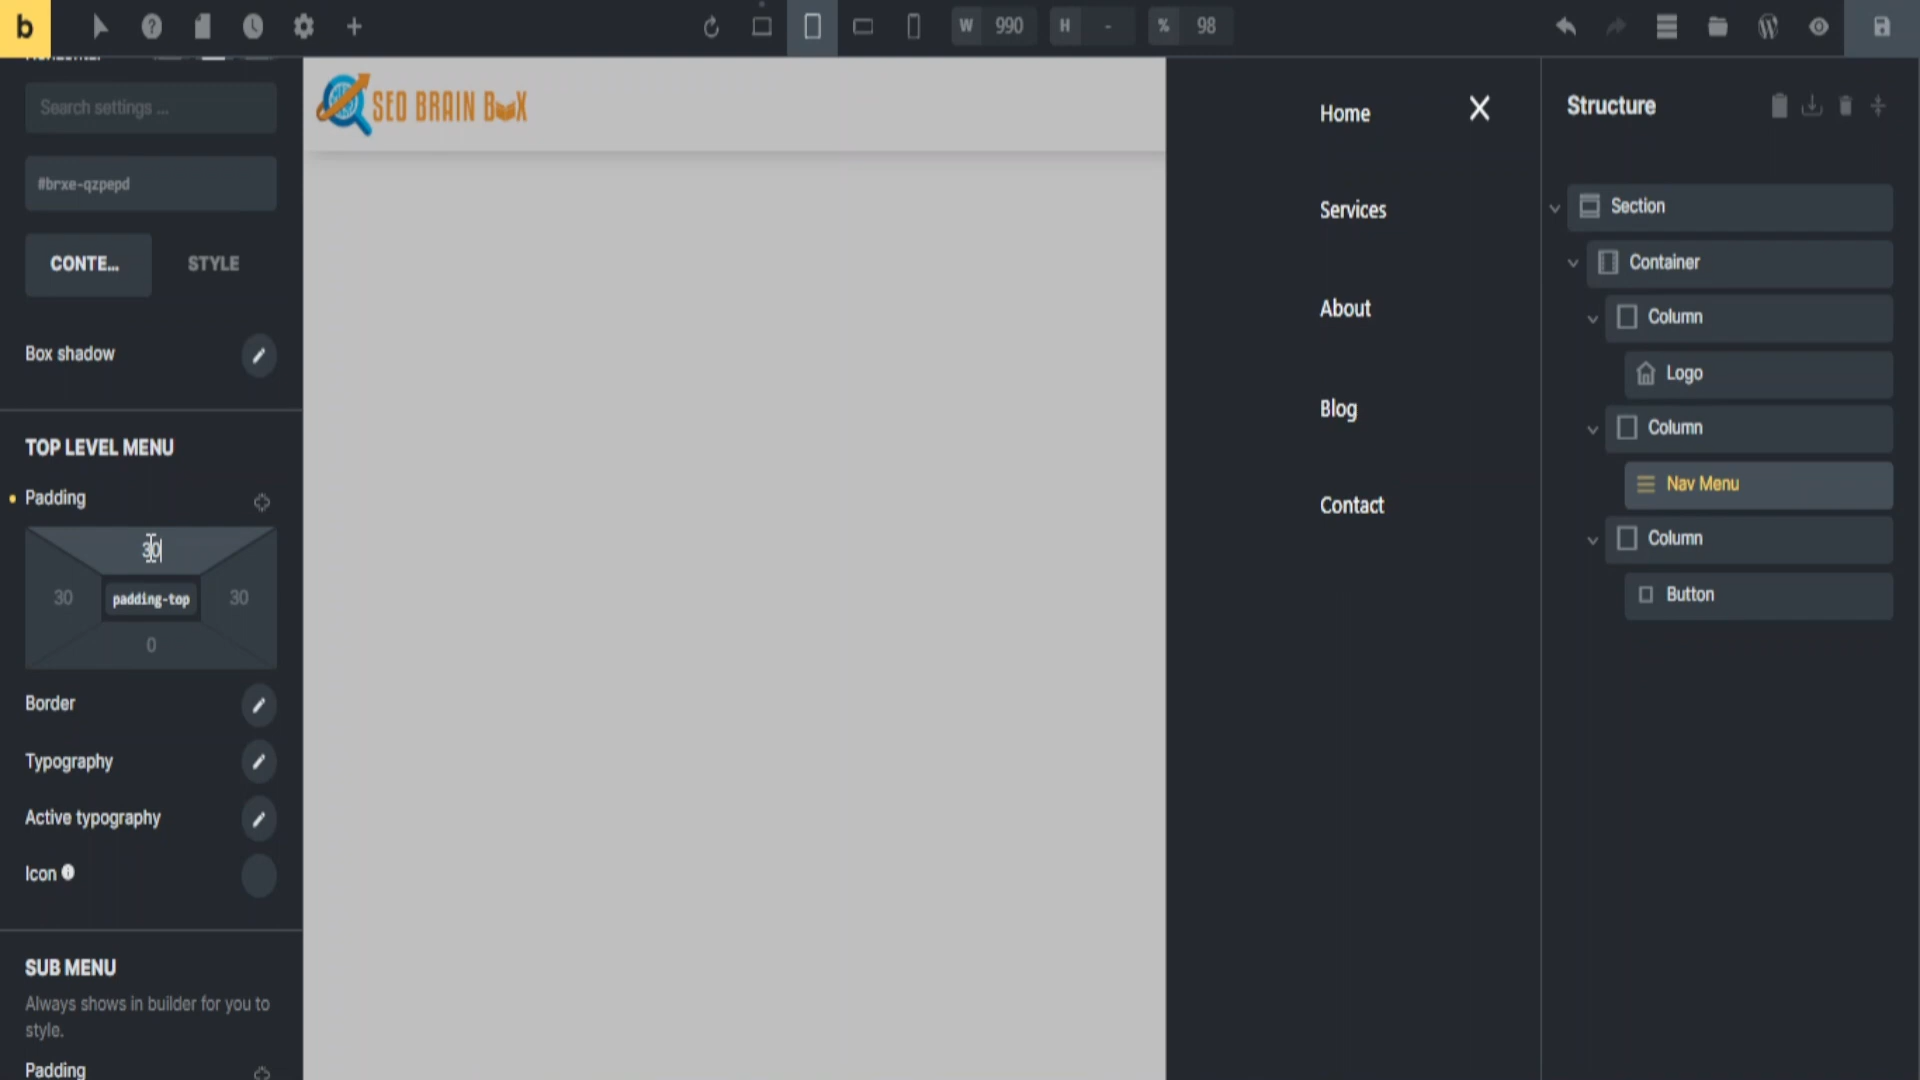 b
W 990 H - % 98
Search settings ...
#brxe-qzpepd
CONTE... STYLE
Box shadow
TOP LEVEL MENU
Padding
30
30 padding-top 30
0
Border
Typography
Active typography
Icon
SUB MENU
Always shows in builder for you to
style.
Padding
SEO BRAIN BOX
Home
Services
About
Blog
Contact
Structure
Section
Container
Column
Logo
Column
Nav Menu
Column
Button